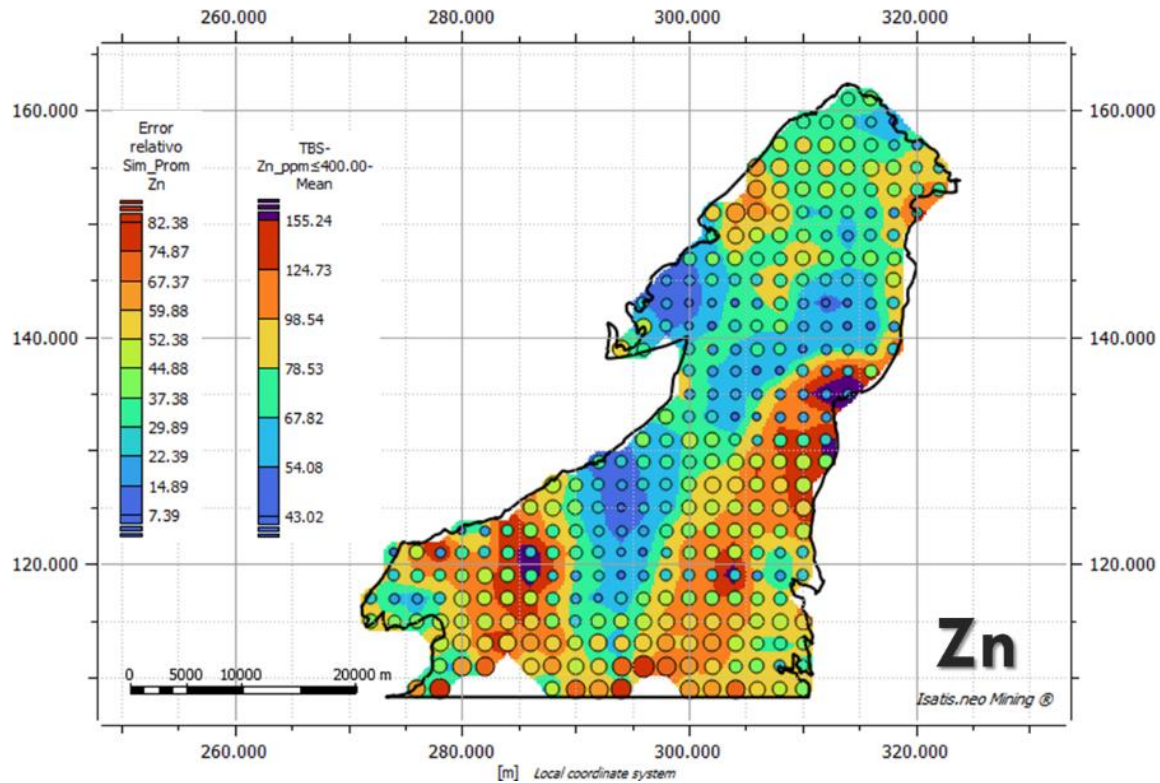 260.000 280.000 300.000 320.000
160.000 160.000
Error
relativo
Sim_Prom
Zn
TBS-
Zn_ppm≤400.00-
Mean
82.38
74.87
67.37
59.88
52.38
44.88
37.38
29.89
22.39
14.89
7.39
155.24
124.73
98.54
78.53
67.82
54.08
43.02
140.000 140.000
120.000 120.000
0 5000 10000 20000 m
Zn
Isatis.neo Mining ®
260.000 280.000 300.000 320.000
[m] Local coordinate system